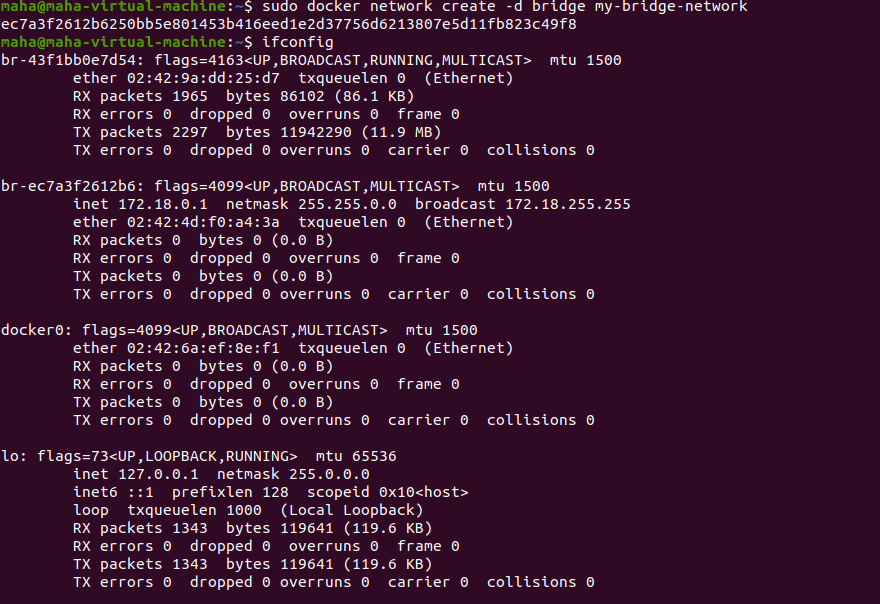 maha@maha-virtual-machine:~$ sudo docker network create -d bridge my-bridge-network
ec7a3f2612b6250bb5e801453b416eed1e2d37756d6213807e5d11fb823c49f8
maha@maha-virtual-machine:~$ ifconfig
br-43f1bb0e7d54: flags=4163<UP,BROADCAST,RUNNING,MULTICAST>  mtu 1500
        ether 02:42:9a:dd:25:d7  txqueuelen 0  (Ethernet)
        RX packets 1965  bytes 86102 (86.1 KB)
        RX errors 0  dropped 0  overruns 0  frame 0
        TX packets 2297  bytes 11942290 (11.9 MB)
        TX errors 0  dropped 0 overruns 0  carrier 0  collisions 0

br-ec7a3f2612b6: flags=4099<UP,BROADCAST,MULTICAST>  mtu 1500
        inet 172.18.0.1  netmask 255.255.0.0  broadcast 172.18.255.255
        ether 02:42:4d:f0:a4:3a  txqueuelen 0  (Ethernet)
        RX packets 0  bytes 0 (0.0 B)
        RX errors 0  dropped 0  overruns 0  frame 0
        TX packets 0  bytes 0 (0.0 B)
        TX errors 0  dropped 0 overruns 0  carrier 0  collisions 0

docker0: flags=4099<UP,BROADCAST,MULTICAST>  mtu 1500
        ether 02:42:6a:ef:8e:f1  txqueuelen 0  (Ethernet)
        RX packets 0  bytes 0 (0.0 B)
        RX errors 0  dropped 0  overruns 0  frame 0
        TX packets 0  bytes 0 (0.0 B)
        TX errors 0  dropped 0 overruns 0  carrier 0  collisions 0

lo: flags=73<UP,LOOPBACK,RUNNING>  mtu 65536
        inet 127.0.0.1  netmask 255.0.0.0
        inet6 ::1  prefixlen 128  scopeid 0x10<host>
        loop  txqueuelen 1000  (Local Loopback)
        RX packets 1343  bytes 119641 (119.6 KB)
        RX errors 0  dropped 0  overruns 0  frame 0
        TX packets 1343  bytes 119641 (119.6 KB)
        TX errors 0  dropped 0 overruns 0  carrier 0  collisions 0